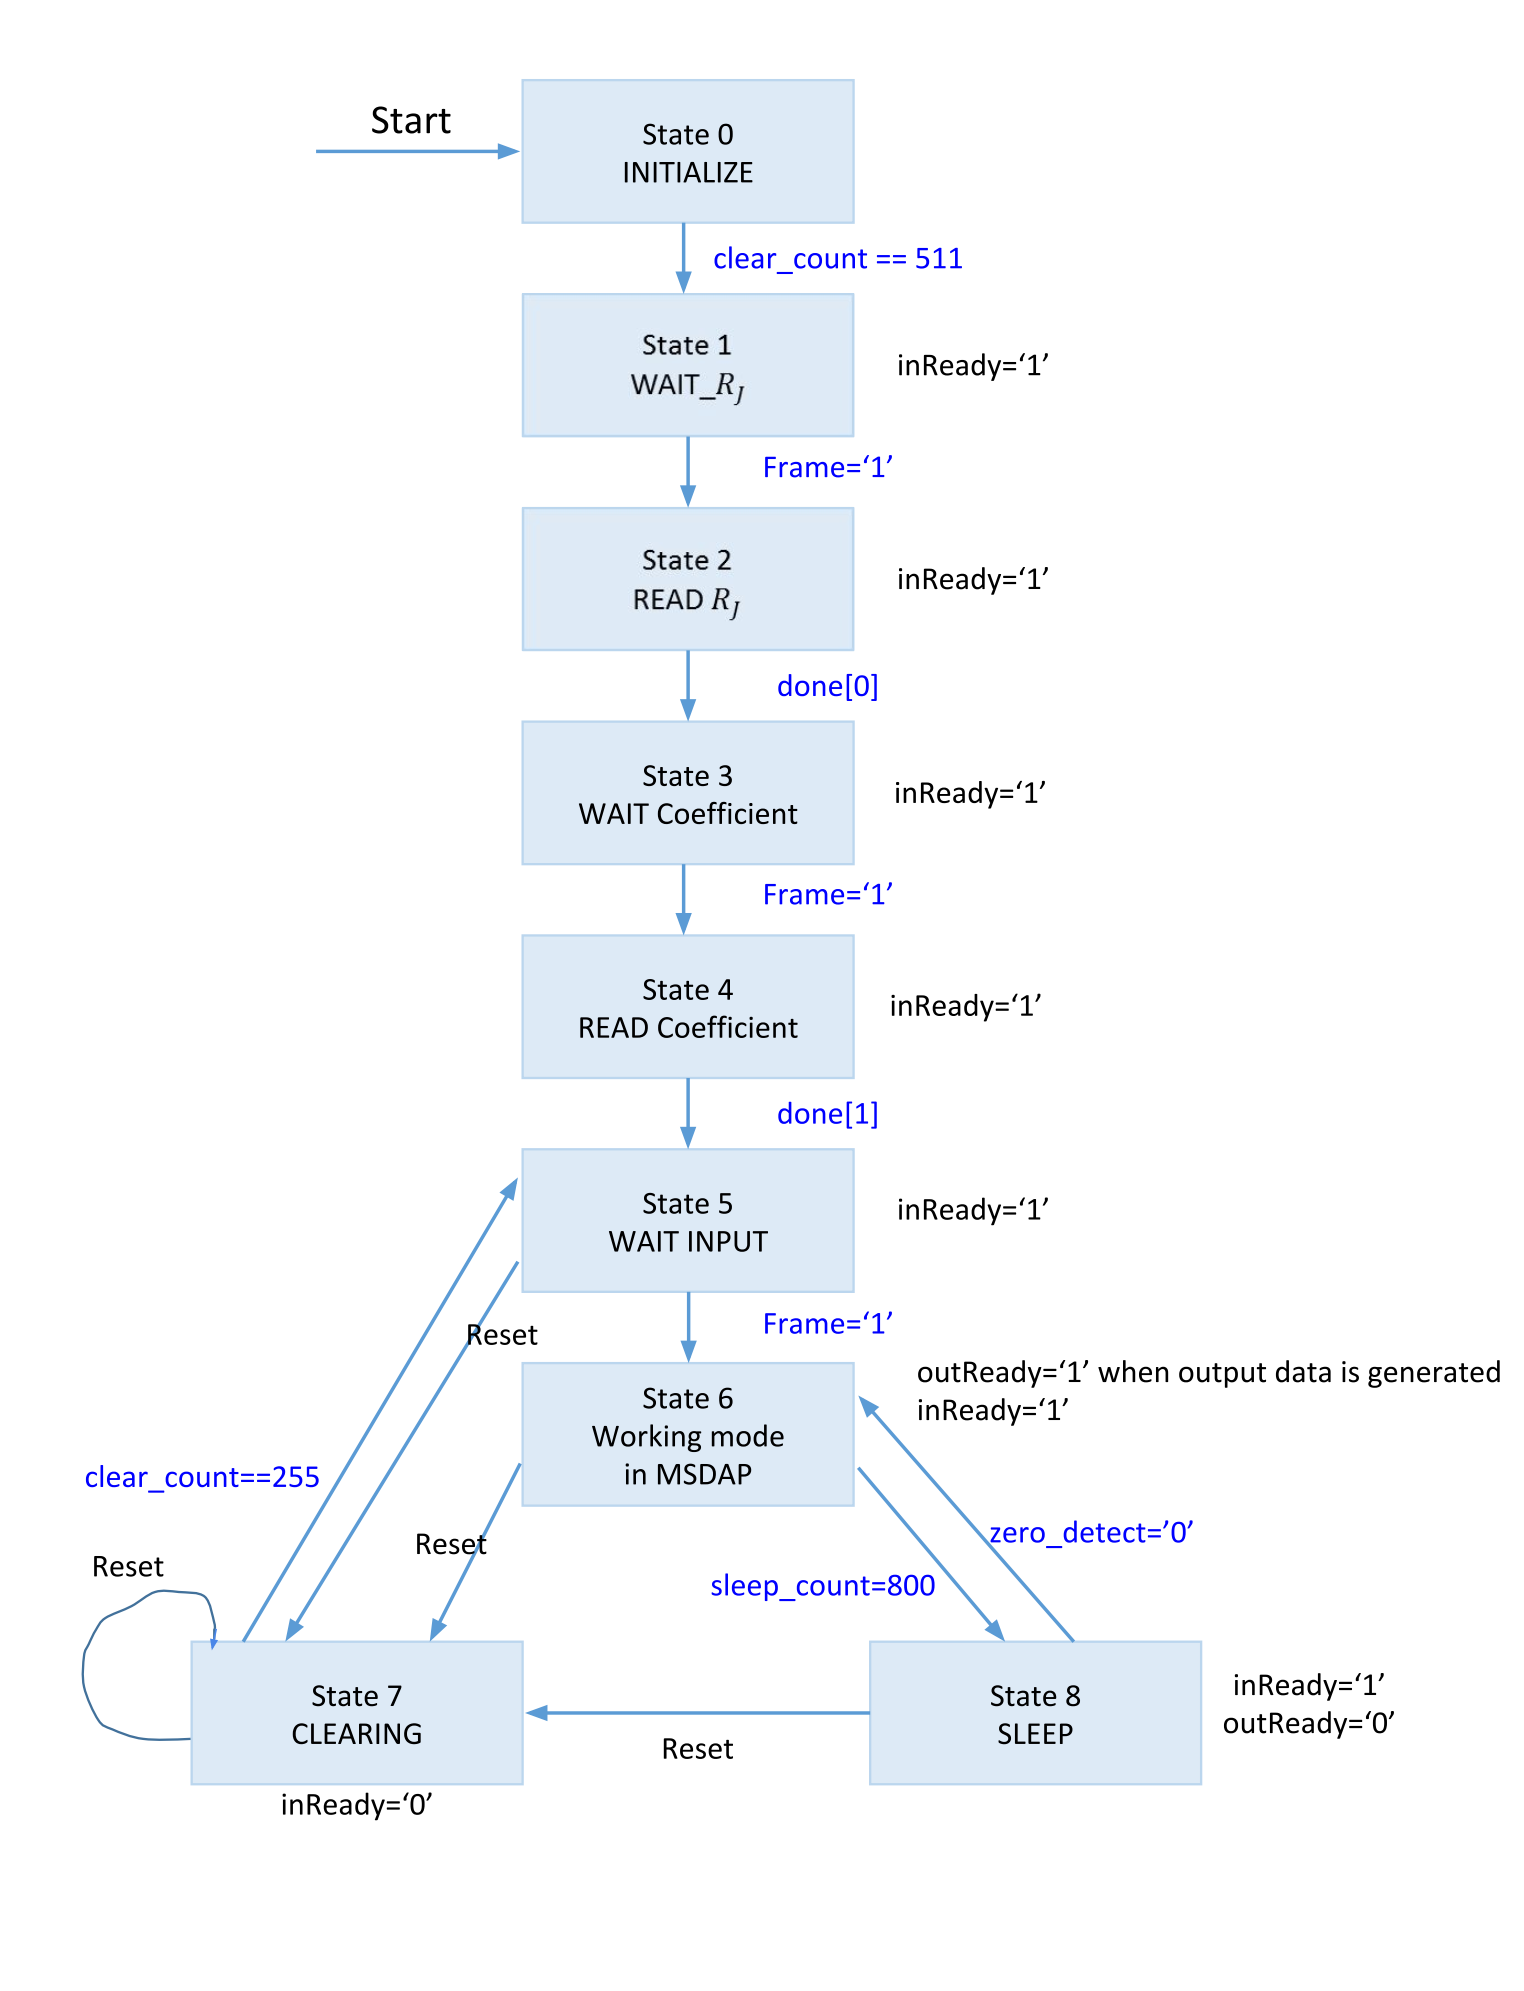 Start
State 0
INITIALIZE
clear_count == 511
State 1
WAIT_R_J
inReady=‘1’
Frame=‘1’
State 2
READ R_J
inReady=‘1’
done[0]
State 3
WAIT Coefficient
inReady=‘1’
Frame=‘1’
State 4
READ Coefficient
inReady=‘1’
done[1]
State 5
WAIT INPUT
inReady=‘1’
Reset
Frame=‘1’
State 6
Working mode
in MSDAP
outReady=‘1’ when output data is generated
inReady=‘1’
clear_count==255
Reset
zero_detect=’0’
sleep_count=800
Reset
State 7
CLEARING
inReady=‘0’
Reset
State 8
SLEEP
inReady=‘1’
outReady=‘0’